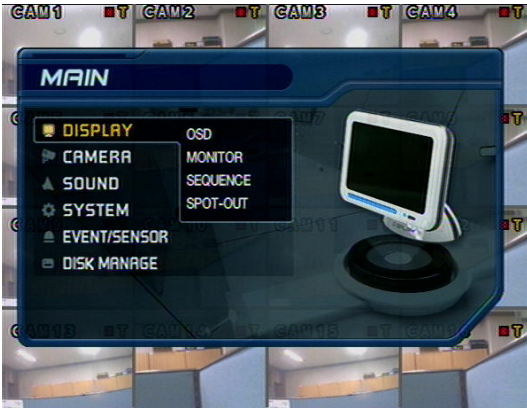 CAM1 T CAM2 T CAM3 T CAM4 T
MAIN
DISPLAY
CAMERA
SOUND
SYSTEM
EVENT/SENSOR
DISK MANAGE
OSD
MONITOR
SEQUENCE
SPOT-OUT
CAM7 T
T
CAM13 T CAM15 T T